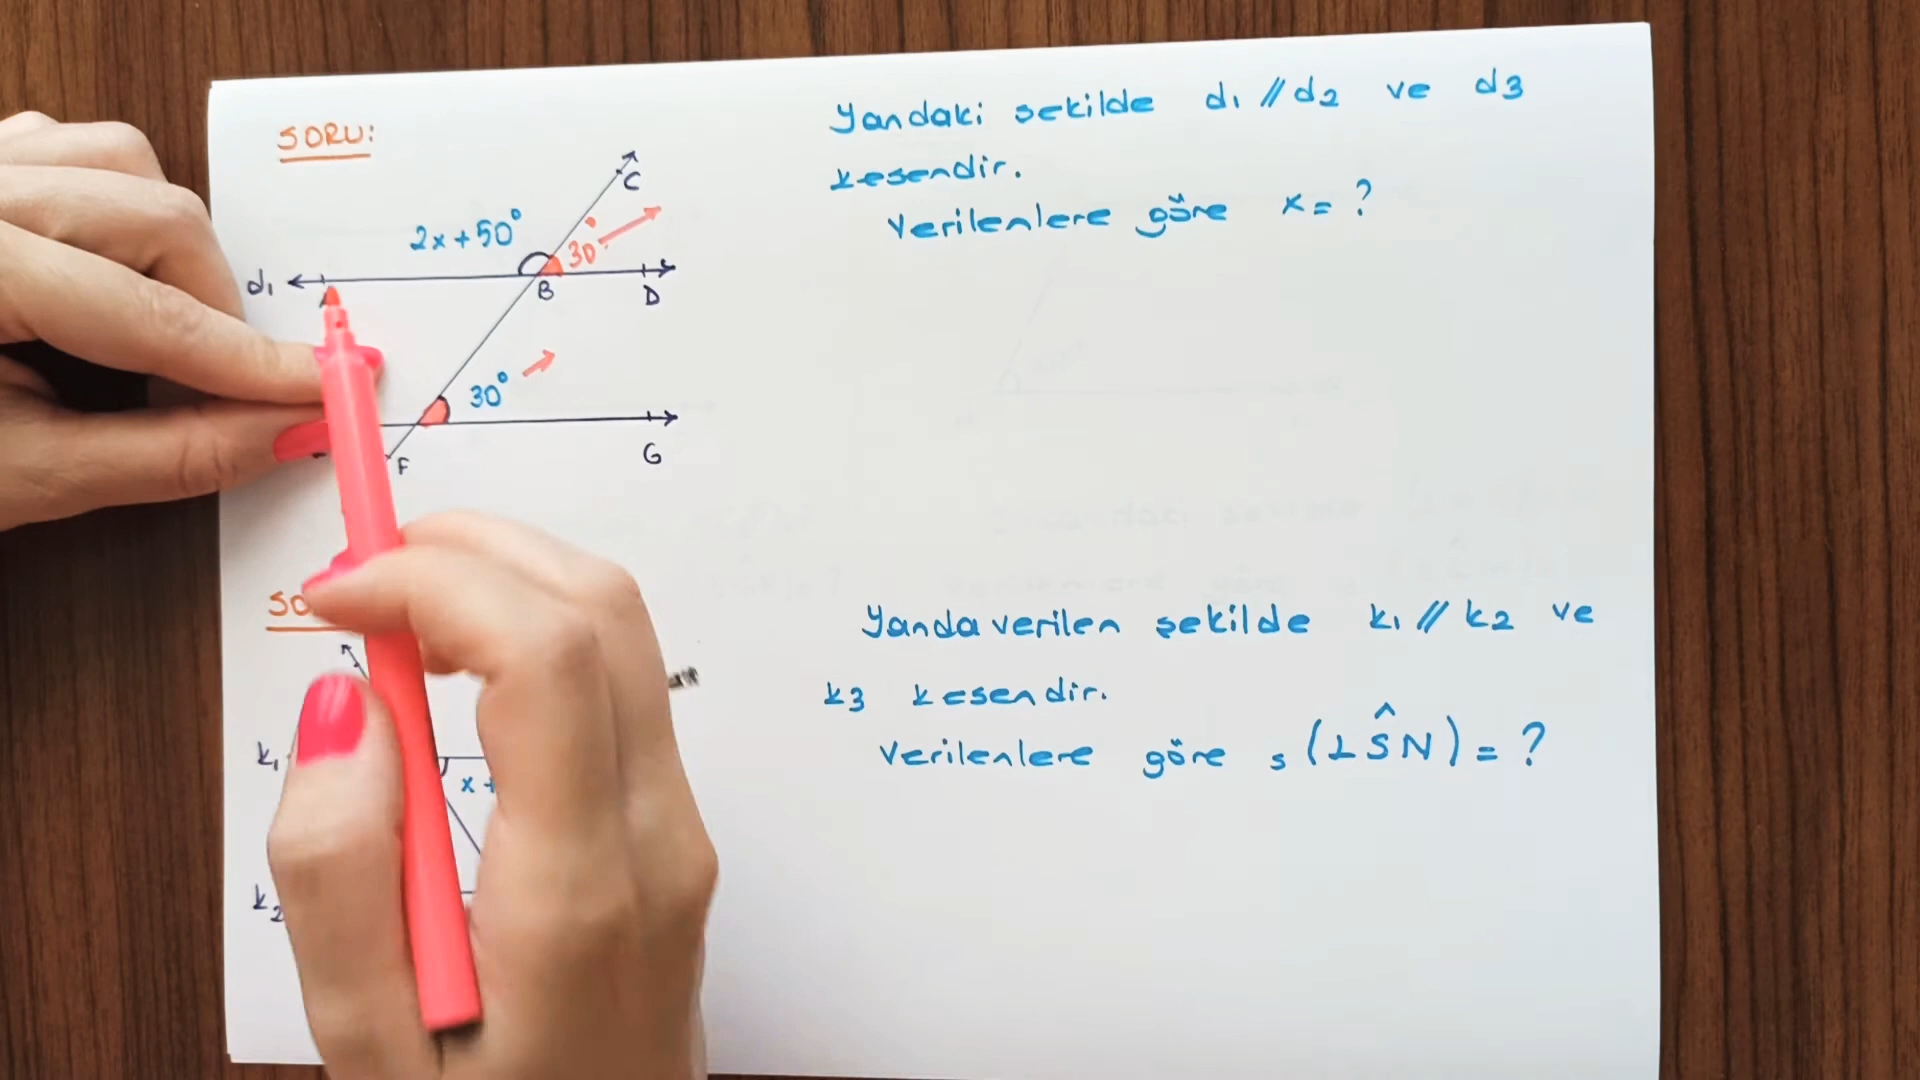 SORU:
Yandaki şekilde d1 // d2 ve d3
kesendir.
Verilenlere göre x = ?
C
2x+50°
30°
d1
B
D
30°
F
G
Yanda verilen şekilde k1 // k2 ve
k3 kesendir.
Verilenlere göre s(LŜN) = ?
k1
k2